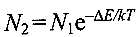 N₂ = N₁e^{-ΔE/kT}